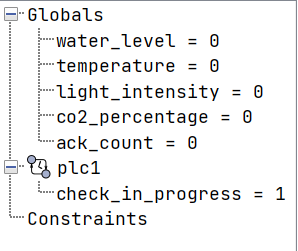 Globals
water_level = 0
temperature = 0
light_intensity = 0
co2_percentage = 0
ack_count = 0
plc1
check_in_progress = 1
Constraints